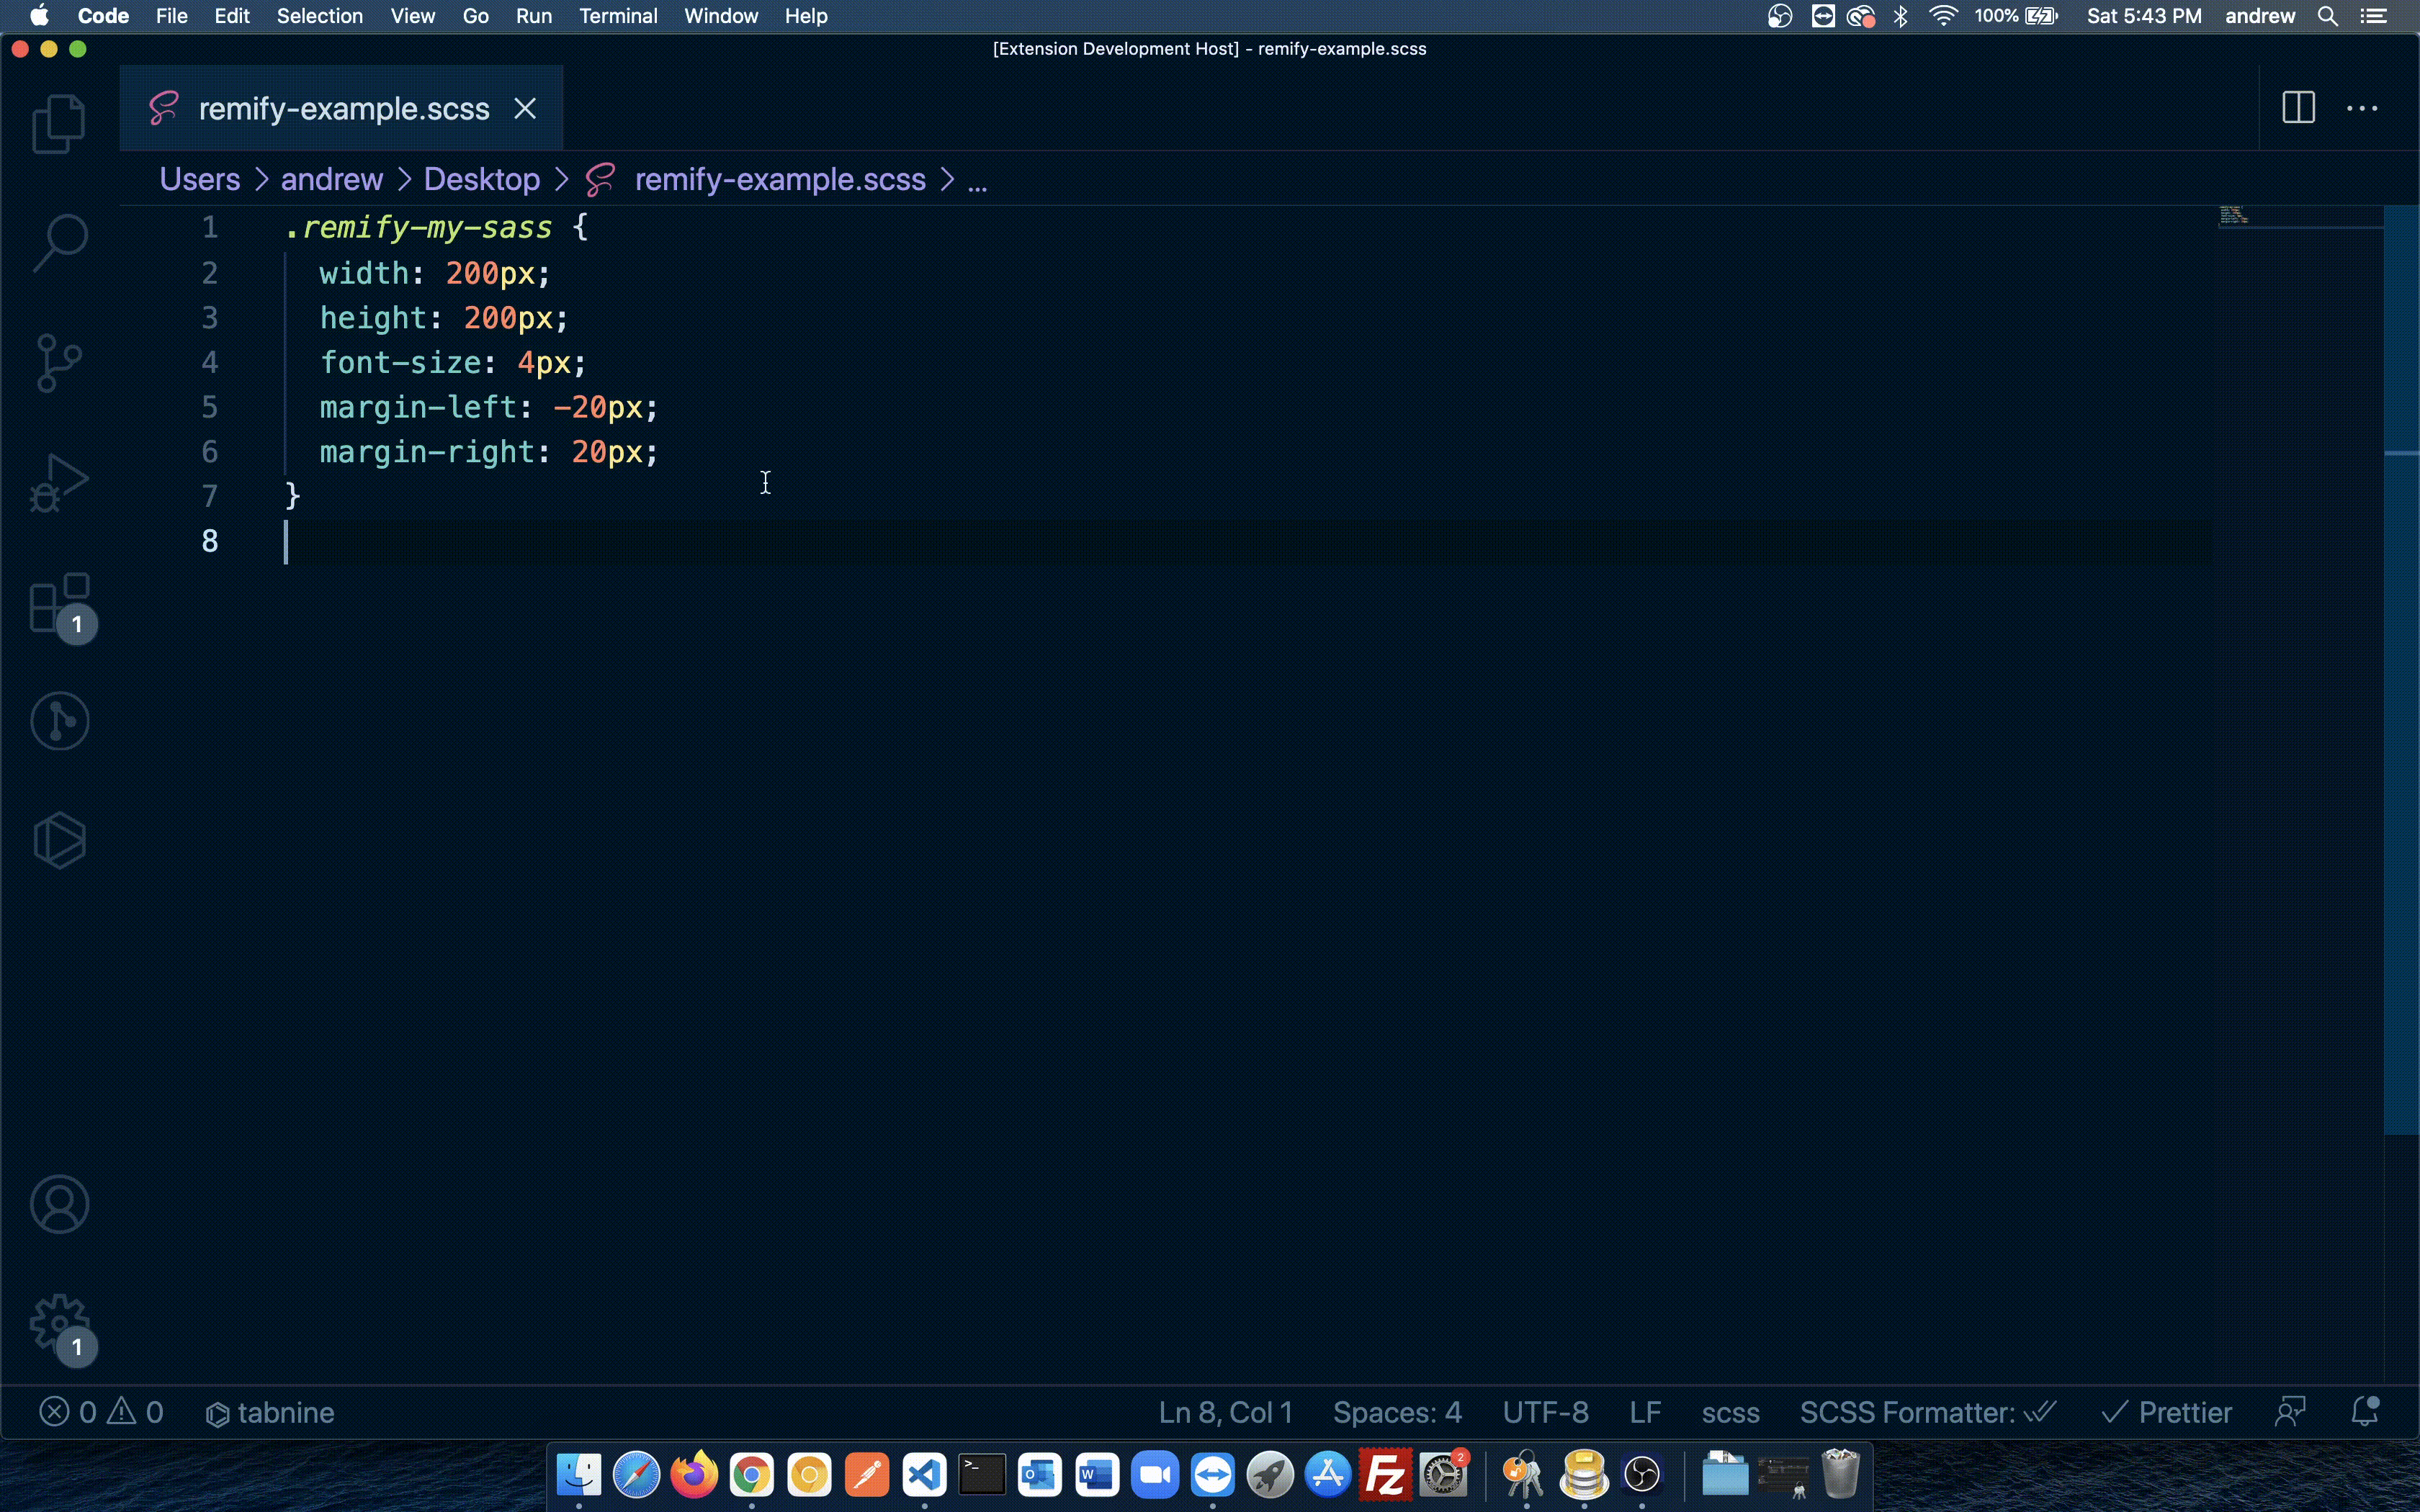 Code File Edit Selection View Go Run Terminal Window Help 100% Sat 5:43 PM andrew
[Extension Development Host] - remify-example.scss
remify-example.scss
Users > andrew > Desktop > remify-example.scss > ...
1 .remify-my-sass {
2 width: 200px;
3 height: 200px;
4 font-size: 4px;
5 margin-left: -20px;
6 margin-right: 20px;
7 }
8
1
1
0 0 tabnine Ln 8, Col 1 Spaces: 4 UTF-8 LF scss SCSS Formatter: Prettier
>_ O W FZ 2